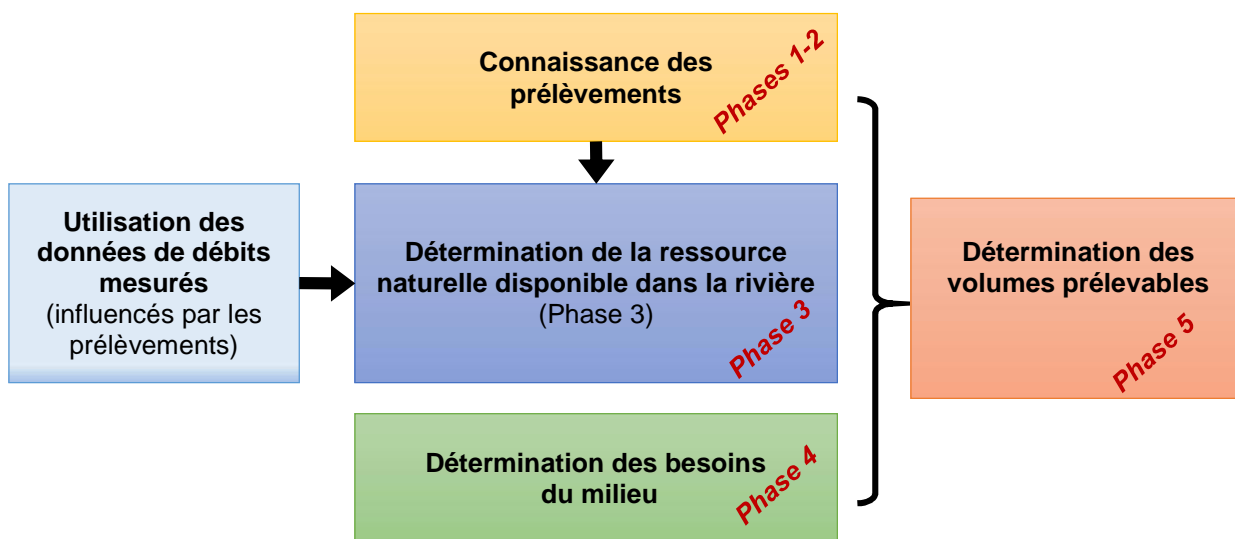 Connaissance des
prélèvements
Phases 1-2
Utilisation des
données de débits
mesurés
(influencés par les
prélèvements)
Détermination de la ressource
naturelle disponible dans la rivière
(Phase 3)
Phase 3
Détermination des besoins
du milieu
Phase 4
Détermination des
volumes prélevables
Phase 5